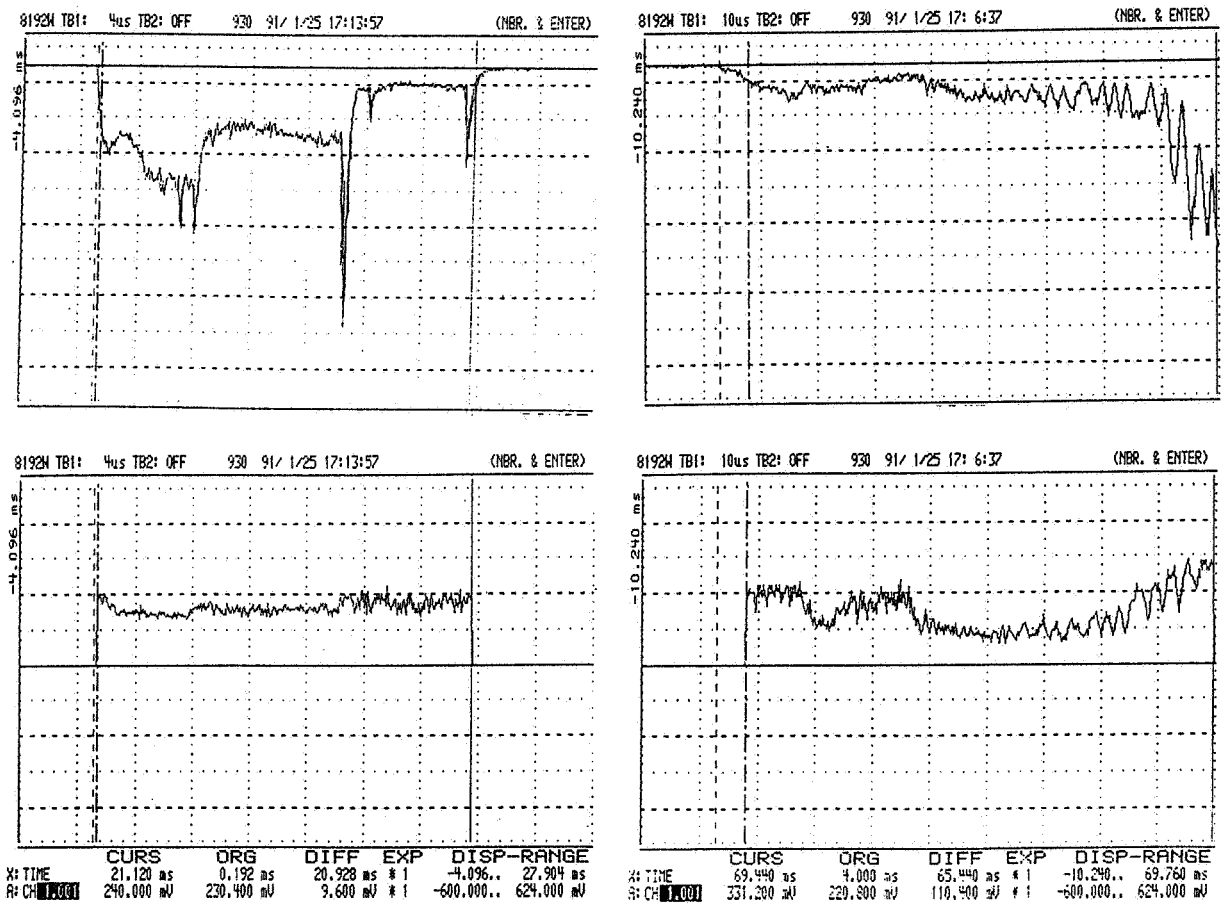 8192W TB1: 4us TB2: OFF 930 91/ 1/25 17:13:57 (NBR. & ENTER)
-4.096 ms
8192W TB1: 10us TB2: OFF 930 91/ 1/25 17: 6:37 (NBR. & ENTER)
-10.240 ms
8192W TB1: 4us TB2: OFF 930 91/ 1/25 17:13:57 (NBR. & ENTER)
-4.096 ms
CURS ORG DIFF EXP DISP-RANGE
X: TIME 21.120 ms 0.192 ms 20.928 ms * 1 -4.096.. 27.904 ms
A: CH 1.001 240.000 mV 230.400 mV 9.600 mV * 1 -600.000.. 624.000 mV
8192W TB1: 10us TB2: OFF 930 91/ 1/25 17: 6:37 (NBR. & ENTER)
-10.240 ms
CURS ORG DIFF EXP DISP-RANGE
X: TIME 69.440 ms 4.000 ms 65.440 ms * 1 -10.240.. 69.760 ms
A: CH 1.001 331.200 mV 220.800 mV 110.400 mV * 1 -600.000.. 624.000 mV